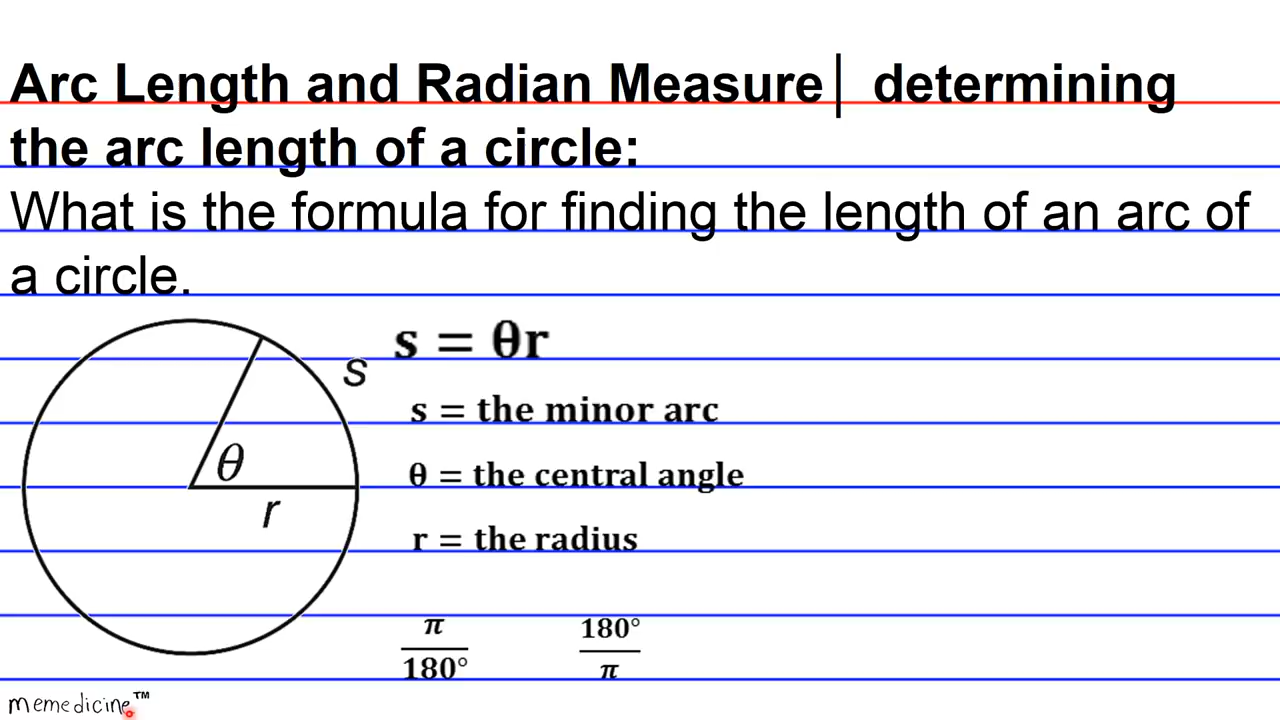 Arc Length and Radian Measure│ determining
the arc length of a circle:
What is the formula for finding the length of an arc of
a circle.
s = θr
s
s = the minor arc
θ
θ = the central angle
r
r = the radius
π/180°
180°/π
memedicine™